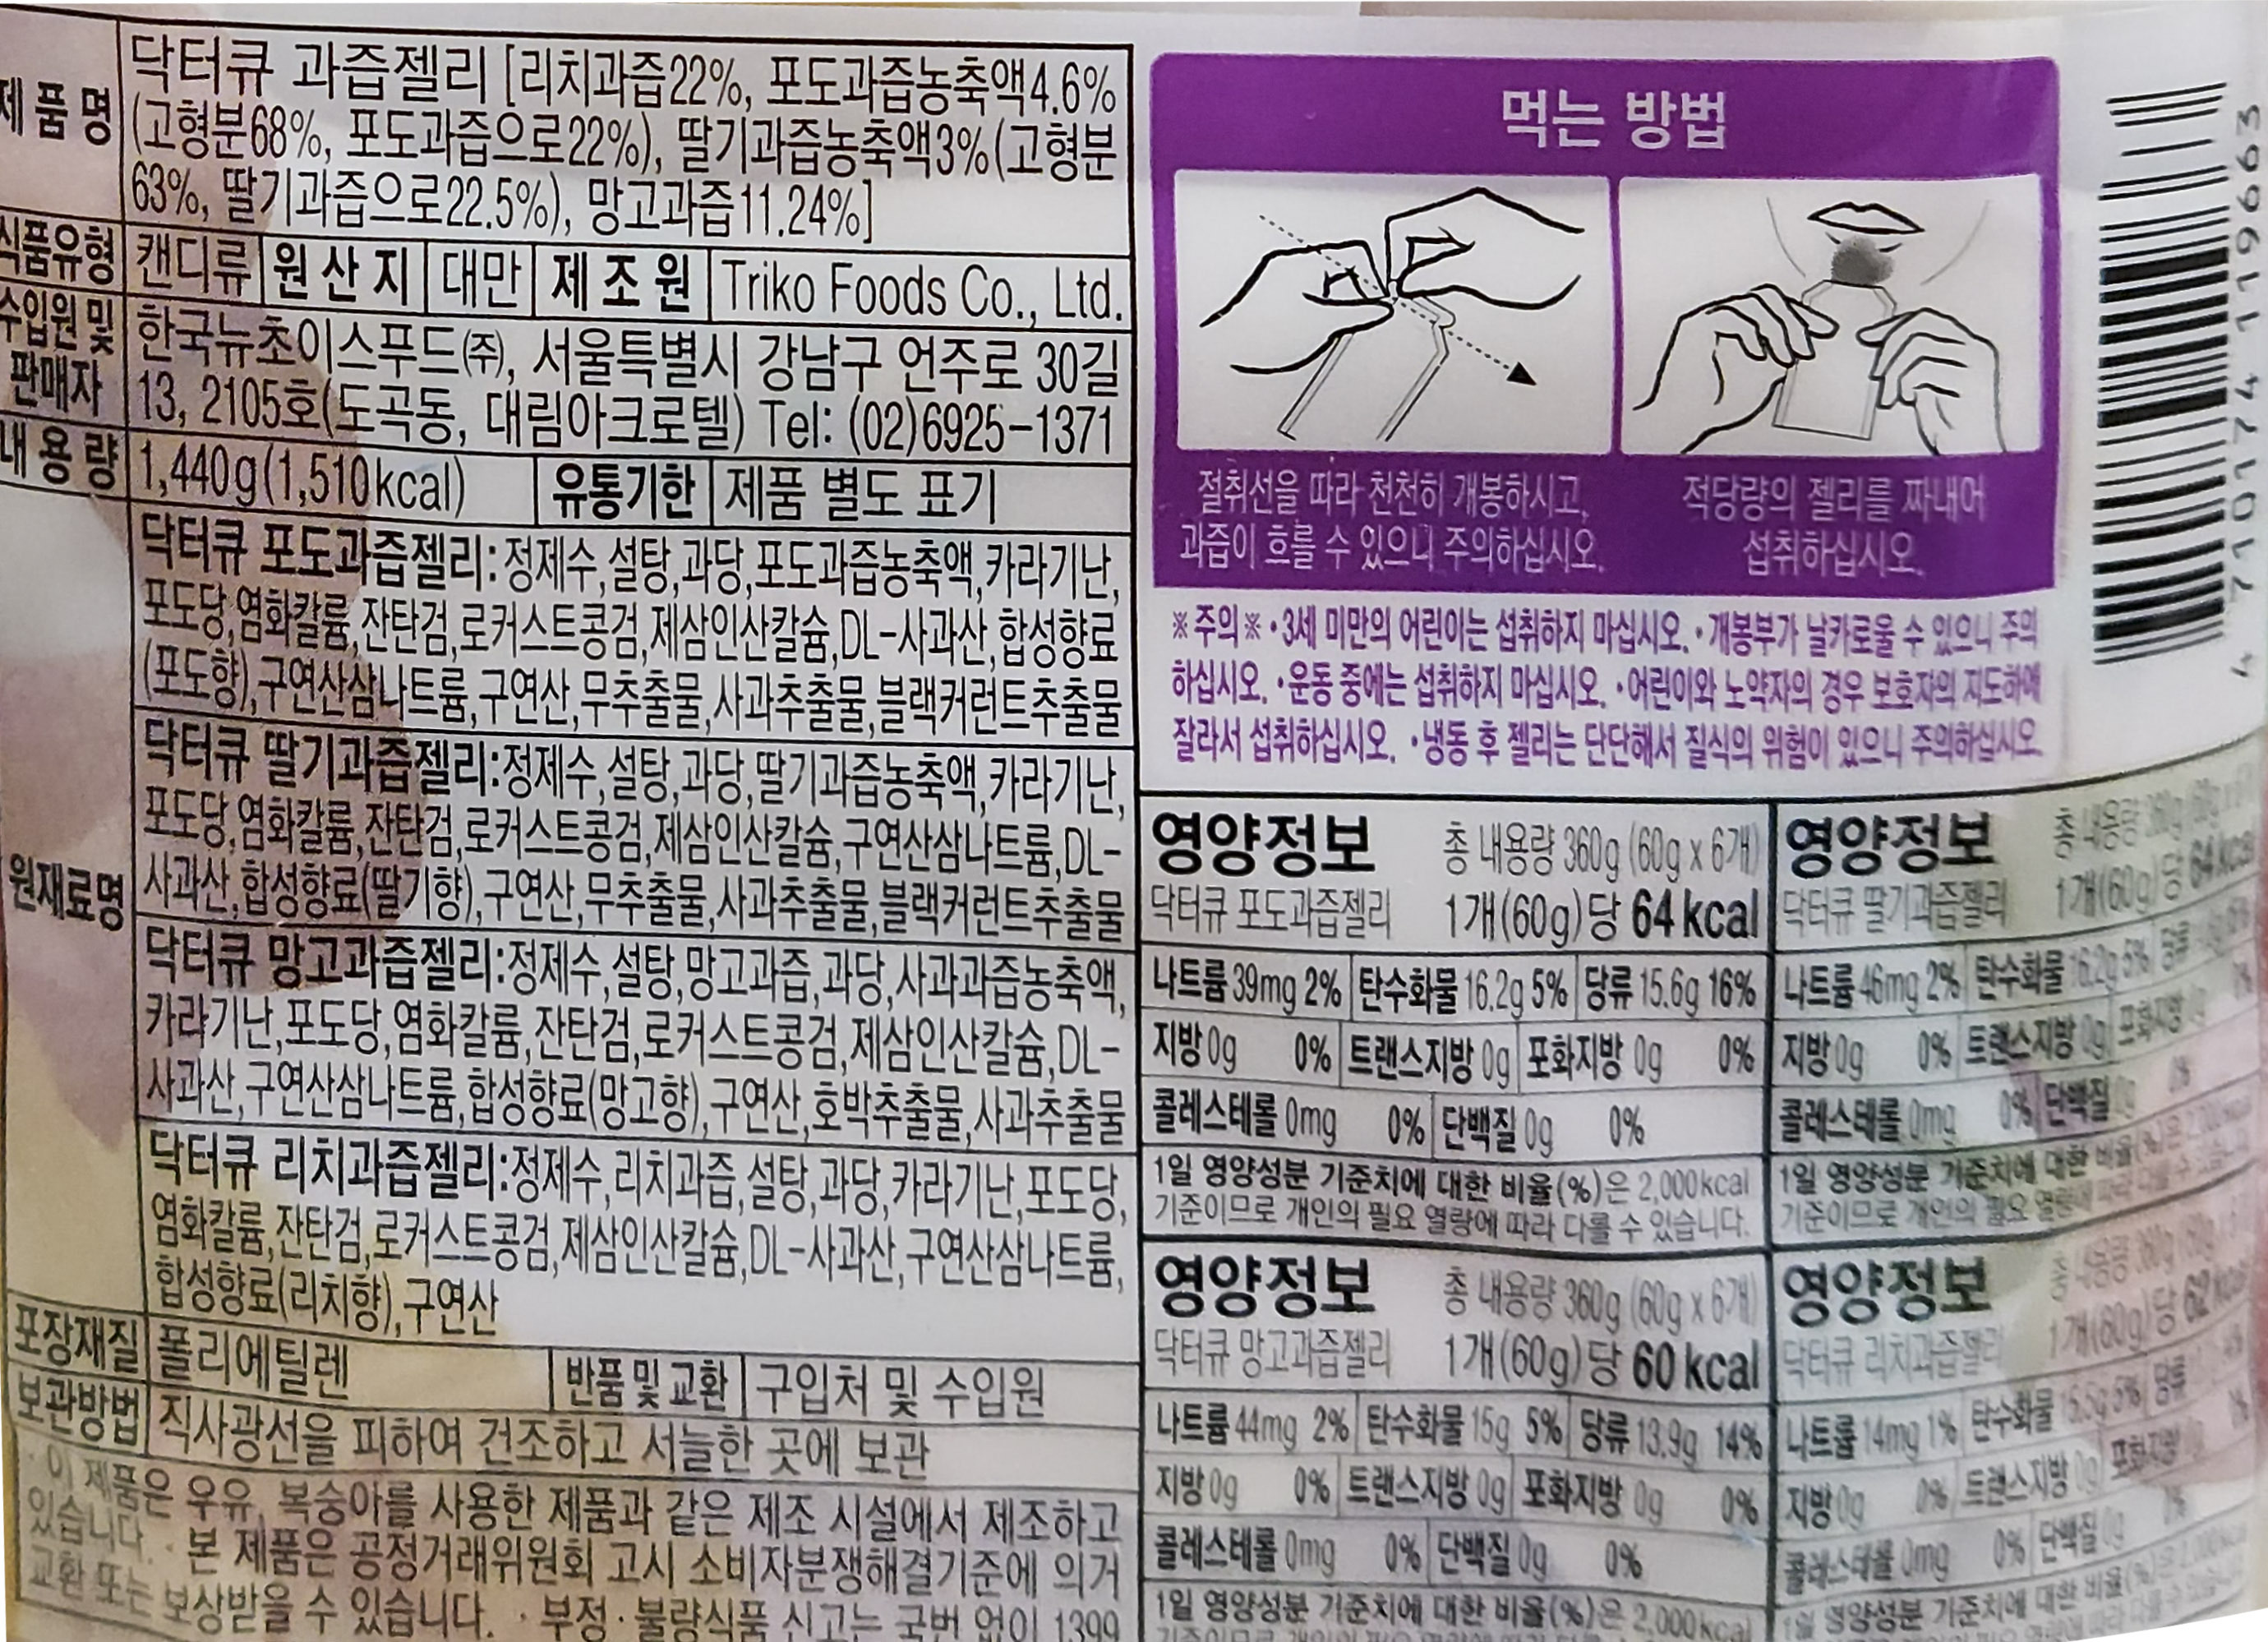 제 품 명
닥터큐 과즙젤리 [리치과즙22%, 포도과즙농축액4.6%
(고형분68%, 포도과즙으로22%), 딸기과즙농축액3%(고형분
63%, 딸기과즙으로22.5%), 망고과즙11.24%]
식품유형 캔디류 원 산 지 대만 제 조 원 Triko Foods Co., Ltd.
수입원 및
판매자
한국뉴초이스푸드(주), 서울특별시 강남구 언주로 30길
13, 2105호(도곡동, 대림아크로텔) Tel: (02)6925-1371
내 용 량 1,440g(1,510kcal) 유통기한 제품 별도 표기
원재료명
닥터큐 포도과즙젤리:정제수,설탕,과당,포도과즙농축액,카라기난,
포도당,염화칼륨,잔탄검,로커스트콩검,제삼인산칼슘,DL-사과산,합성향료
(포도향),구연산삼나트륨,구연산,무추출물,사과추출물,블랙커런트추출물
닥터큐 딸기과즙젤리:정제수,설탕,과당,딸기과즙농축액,카라기난,
포도당,염화칼륨,잔탄검,로커스트콩검,제삼인산칼슘,구연산삼나트륨,DL-
사과산,합성향료(딸기향),구연산,무추출물,사과추출물,블랙커런트추출물
닥터큐 망고과즙젤리:정제수,설탕,망고과즙,과당,사과과즙농축액,
카라기난,포도당,염화칼륨,잔탄검,로커스트콩검,제삼인산칼슘,DL-
사과산,구연산삼나트륨,합성향료(망고향),구연산,호박추출물,사과추출물
닥터큐 리치과즙젤리:정제수,리치과즙,설탕,과당,카라기난,포도당,
염화칼륨,잔탄검,로커스트콩검,제삼인산칼슘,DL-사과산,구연산삼나트륨,
합성향료(리치향),구연산
포장재질 폴리에틸렌 반품 및 교환 구입처 및 수입원
보관방법 직사광선을 피하여 건조하고 서늘한 곳에 보관
· 이 제품은 우유, 복숭아를 사용한 제품과 같은 제조 시설에서 제조하고
있습니다. · 본 제품은 공정거래위원회 고시 소비자분쟁해결기준에 의거
교환 또는 보상받을 수 있습니다. · 부정·불량식품 신고는 국번 없이 1399
먹는 방법
절취선을 따라 천천히 개봉하시고,
과즙이 흐를 수 있으니 주의하십시오.
적당량의 젤리를 짜내어
섭취하십시오.
※ 주의 ※ • 3세 미만의 어린이는 섭취하지 마십시오. • 개봉부가 날카로울 수 있으니 주의
하십시오. • 운동 중에는 섭취하지 마십시오. • 어린이와 노약자의 경우 보호자의 지도하에
잘라서 섭취하십시오. • 냉동 후 젤리는 단단해서 질식의 위험이 있으니 주의하십시오.
4 710174 119663
영양정보 총 내용량 360g (60g x 6개)
닥터큐 포도과즙젤리 1개(60g)당 64 kcal
나트륨 39mg 2% 탄수화물 16.2g 5% 당류 15.6g 16%
지방 0g 0% 트랜스지방 0g 포화지방 0g 0%
콜레스테롤 0mg 0% 단백질 0g 0%
1일 영양성분 기준치에 대한 비율(%)은 2,000kcal
기준이므로 개인의 필요 열량에 따라 다를 수 있습니다.
영양정보 총 내용량 360g
닥터큐 딸기과즙젤리 1개(60g)당 64 kcal
나트륨 46mg 2% 탄수화물 16.2g 5% 당류
지방 0g 0% 트랜스지방 0g 포화지방
콜레스테롤 0mg 0% 단백질 0g 0%
1일 영양성분 기준치에 대한 비율(%)은
기준이므로 개인의 필요 열량에 따라 다를 수 있습니다
영양정보 총 내용량 360g (60g x 6개)
닥터큐 망고과즙젤리 1개(60g)당 60 kcal
나트륨 44mg 2% 탄수화물 15g 5% 당류 13.9g 14%
지방 0g 0% 트랜스지방 0g 포화지방 0g 0%
콜레스테롤 0mg 0% 단백질 0g 0%
1일 영양성분 기준치에 대한 비율(%)은 2,000kcal
영양정보 총 내용량 360g
닥터큐 리치과즙젤리 1개(60g)당 62 kcal
나트륨 14mg 1% 탄수화물 15.5g 5% 당류
지방 0g 0% 트랜스지방 0g 포화지방
콜레스테롤 0mg 0% 단백질 0g 0%
1일 영양성분 기준치에 대한 비율(%)은